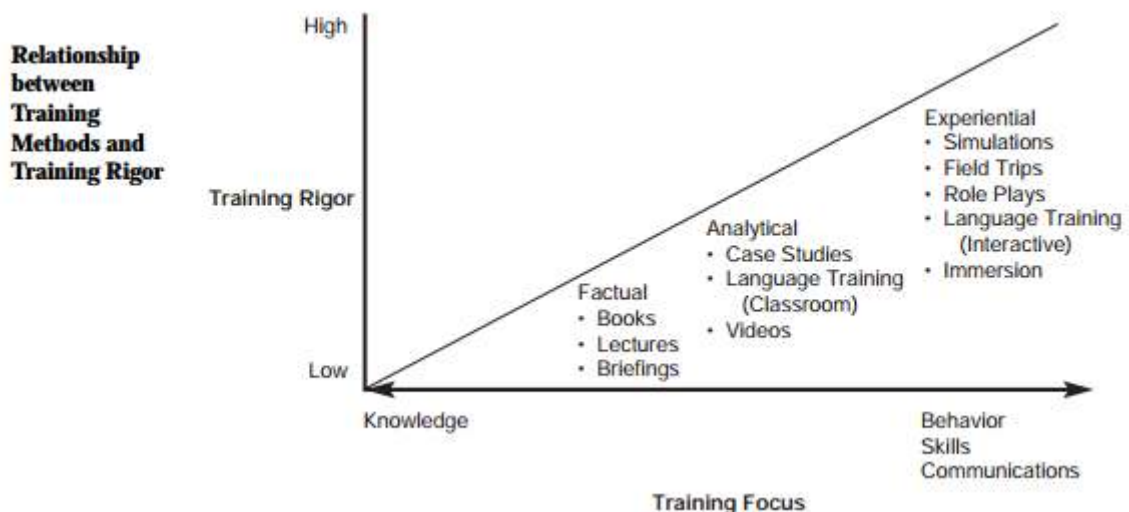 Relationship
between
Training
Methods and
Training Rigor
High
Training Rigor
Low
Factual
• Books
• Lectures
• Briefings
Analytical
• Case Studies
• Language Training
(Classroom)
• Videos
Experiential
• Simulations
• Field Trips
• Role Plays
• Language Training
(Interactive)
• Immersion
Knowledge
Behavior
Skills
Communications
Training Focus